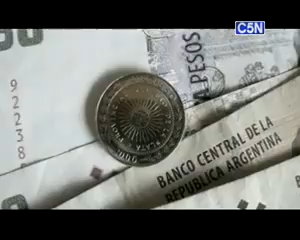 C5N
PESOS
92238
BANCO CENTRAL DE LA
REPUBLICA ARGENTINA